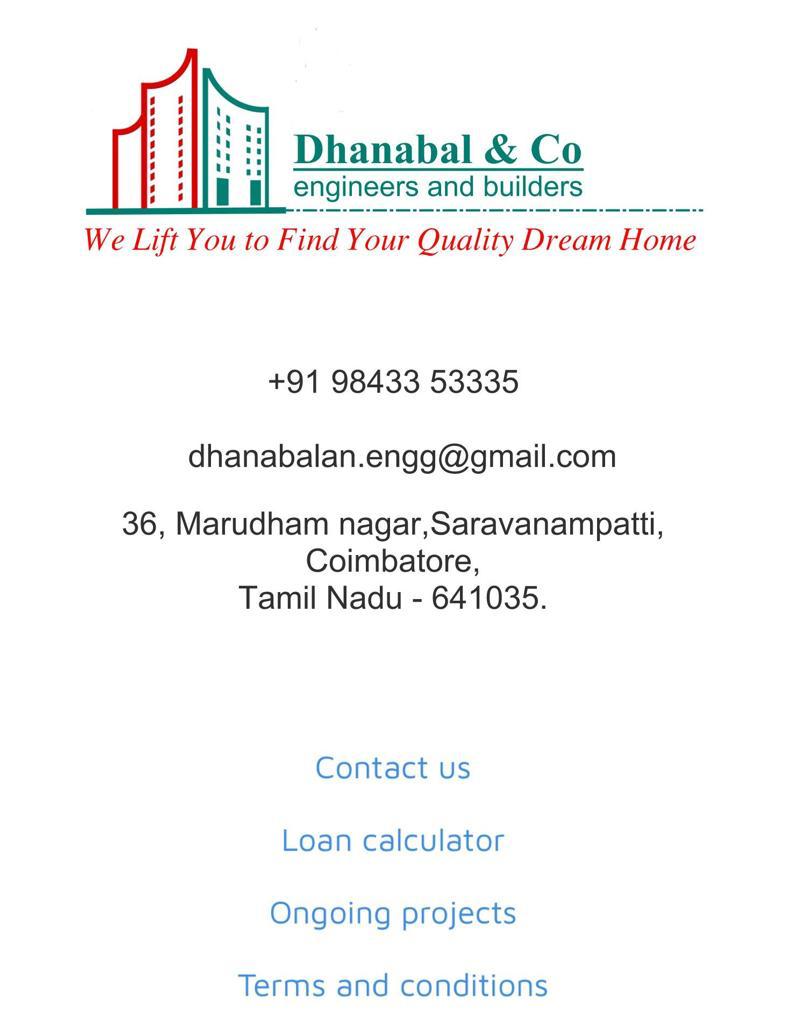 Dhanabal & Co
engineers and builders
We Lift You to Find Your Quality Dream Home
+91 98433 53335
dhanabalan.engg@gmail.com
36, Marudham nagar,Saravanampatti,
Coimbatore,
Tamil Nadu - 641035.
Contact us
Loan calculator
Ongoing projects
Terms and conditions